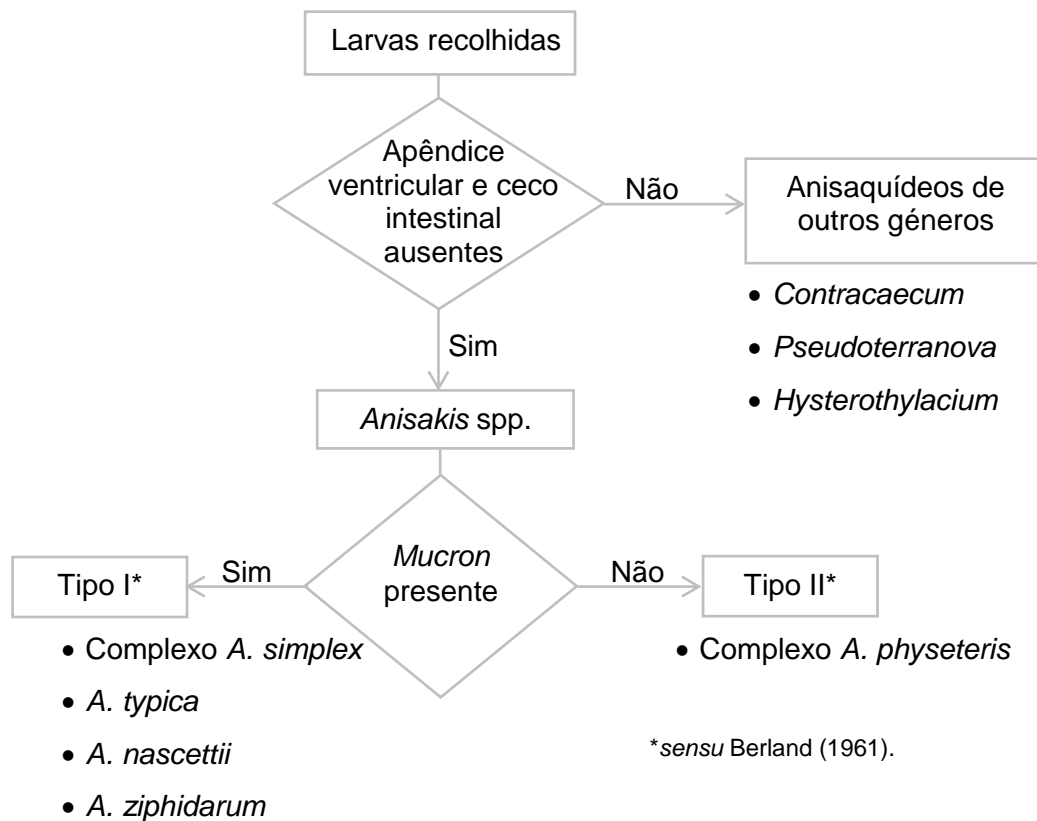 Larvas recolhidas
Apêndice
ventricular e ceco
intestinal
ausentes
Não
Anisaquídeos de
outros géneros
• Contracaecum
• Pseudoterranova
• Hysterothylacium
Sim
Anisakis spp.
Mucron
presente
Sim
Tipo I*
• Complexo A. simplex
• A. typica
• A. nascettii
• A. ziphidarum
Não
Tipo II*
• Complexo A. physeteris
*sensu Berland (1961).